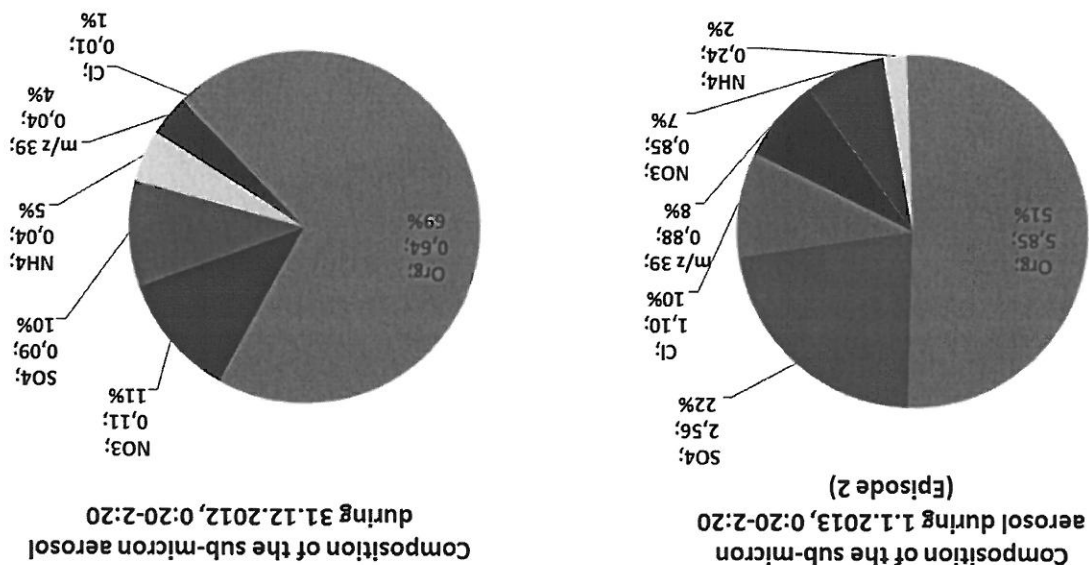 Composition of the sub-micron
aerosol during 1.1.2013, 0:20-2:20
(Episode 2)
SO4;
2,56;
22%
Cl;
1,10;
10%
m/z 39;
0,88;
8%
NO3;
0,85;
7%
NH4;
0,24;
2%
Org;
5,85;
51%
Composition of the sub-micron aerosol
during 31.12.2012, 0:20-2:20
NO3;
0,11;
11%
SO4;
0,09;
10%
NH4;
0,04;
5%
m/z 39;
0,04;
4%
Cl;
0,01;
1%
Org;
0,64;
69%